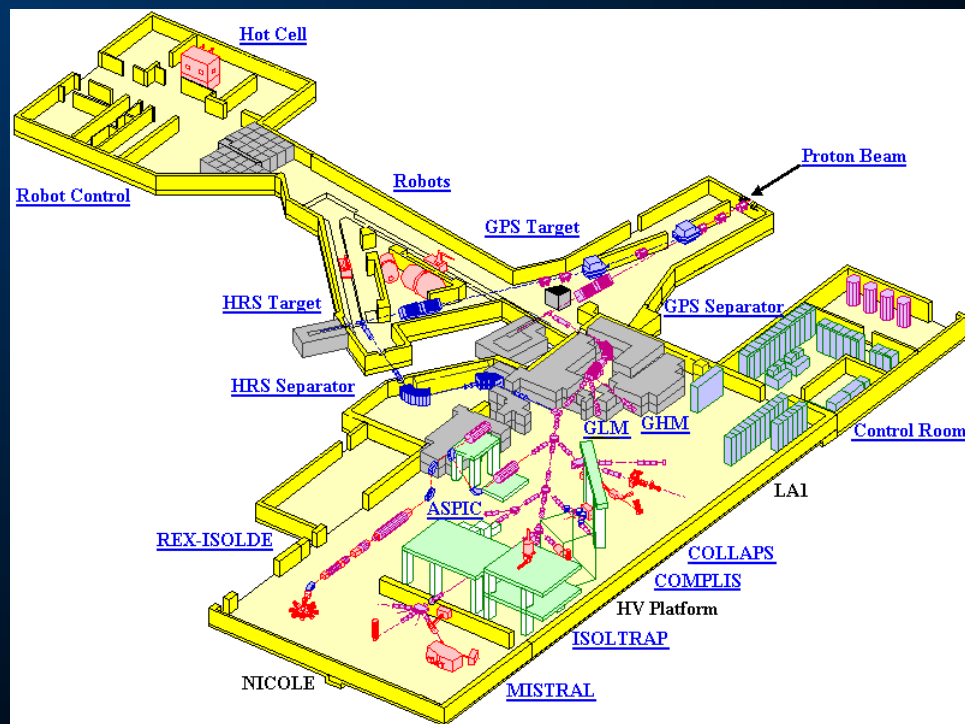 Hot Cell
Proton Beam
Robots
Robot Control
GPS Target
HRS Target
GPS Separator
HRS Separator
GLM
GHM
Control Room
LA1
ASPIC
REX-ISOLDE
COLLAPS
COMPLIS
HV Platform
ISOLTRAP
NICOLE
MISTRAL